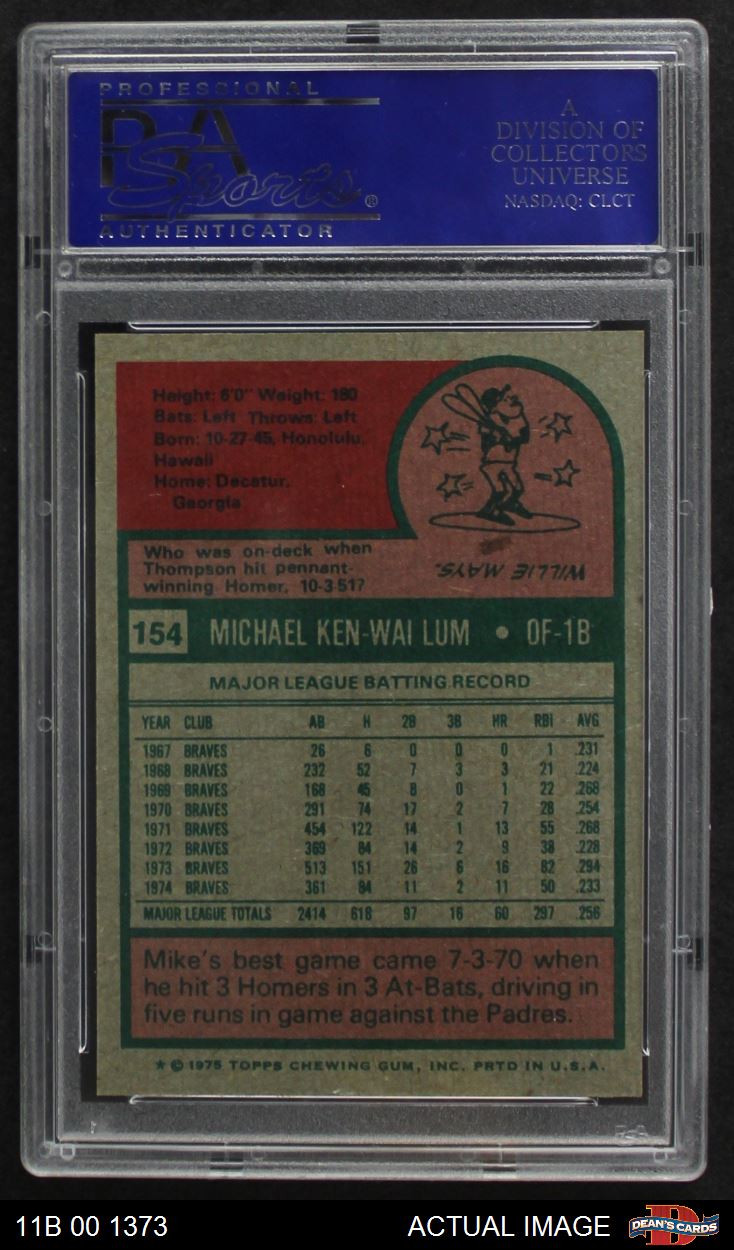 PROFESSIONAL
PSA
Sports®
AUTHENTICATOR
A
DIVISION OF
COLLECTORS
UNIVERSE
NASDAQ: CLCT
Height: 6'0" Weight: 180
Bats: Left Throws: Left
Born: 10-27-45, Honolulu,
Hawaii
Home: Decatur,
Georgia
Who was on-deck when
Thompson hit pennant-
winning Homer, 10-3-51?
WILLIE MAYS.
154 MICHAEL KEN-WAI LUM • OF-1B
MAJOR LEAGUE BATTING RECORD
YEAR CLUB AB H 2B 3B HR RBI AVG
1967 BRAVES 26 6 0 0 0 1 .231
1968 BRAVES 232 52 7 3 3 21 .224
1969 BRAVES 168 45 8 0 1 22 .268
1970 BRAVES 291 74 17 2 7 28 .254
1971 BRAVES 454 122 14 1 13 55 .268
1972 BRAVES 369 84 14 2 9 38 .228
1973 BRAVES 513 151 26 6 16 82 .294
1974 BRAVES 361 84 11 2 11 50 .233
MAJOR LEAGUE TOTALS 2414 618 97 16 60 297 .256
Mike's best game came 7-3-70 when
he hit 3 Homers in 3 At-Bats, driving in
five runs in game against the Padres.
★ © 1975 TOPPS CHEWING GUM, INC. PRTD IN U.S.A.
PSA
11B 00 1373
ACTUAL IMAGE
D
DEAN'S CARDS